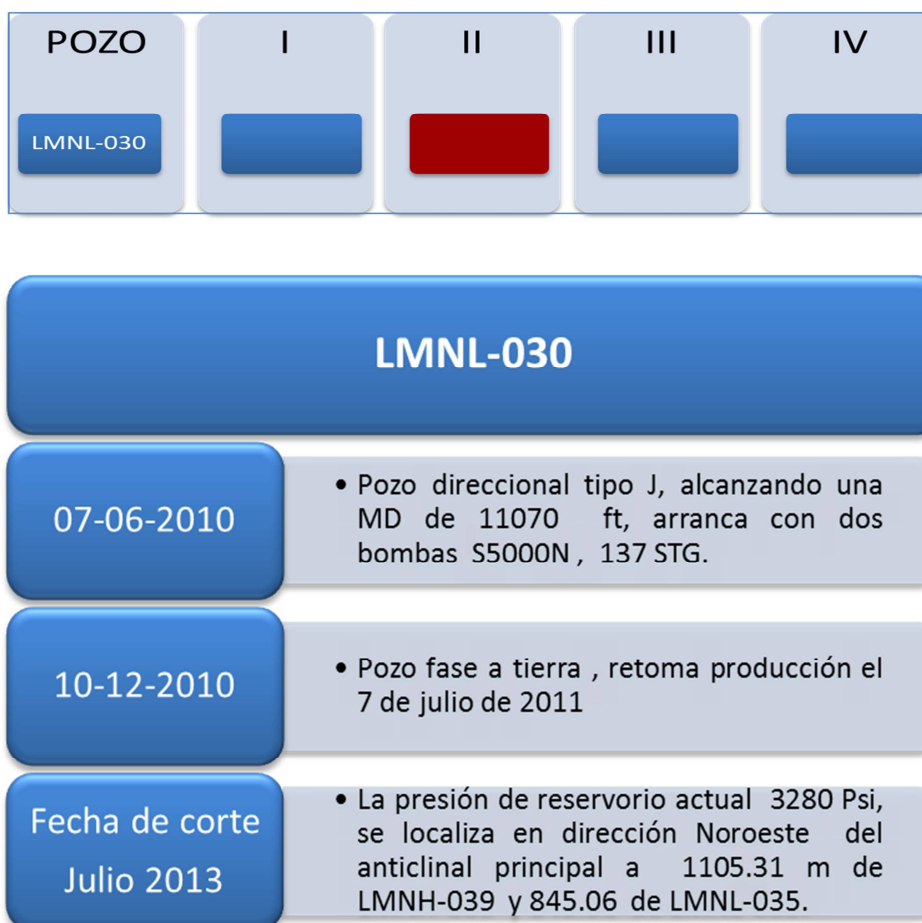 POZO I II III IV
LMNL-030
LMNL-030
07-06-2010
• Pozo direccional tipo J, alcanzando una
MD de 11070 ft, arranca con dos
bombas S5000N , 137 STG.
10-12-2010
• Pozo fase a tierra , retoma producción el
7 de julio de 2011
Fecha de corte
Julio 2013
• La presión de reservorio actual 3280 Psi,
se localiza en dirección Noroeste del
anticlinal principal a 1105.31 m de
LMNH-039 y 845.06 de LMNL-035.